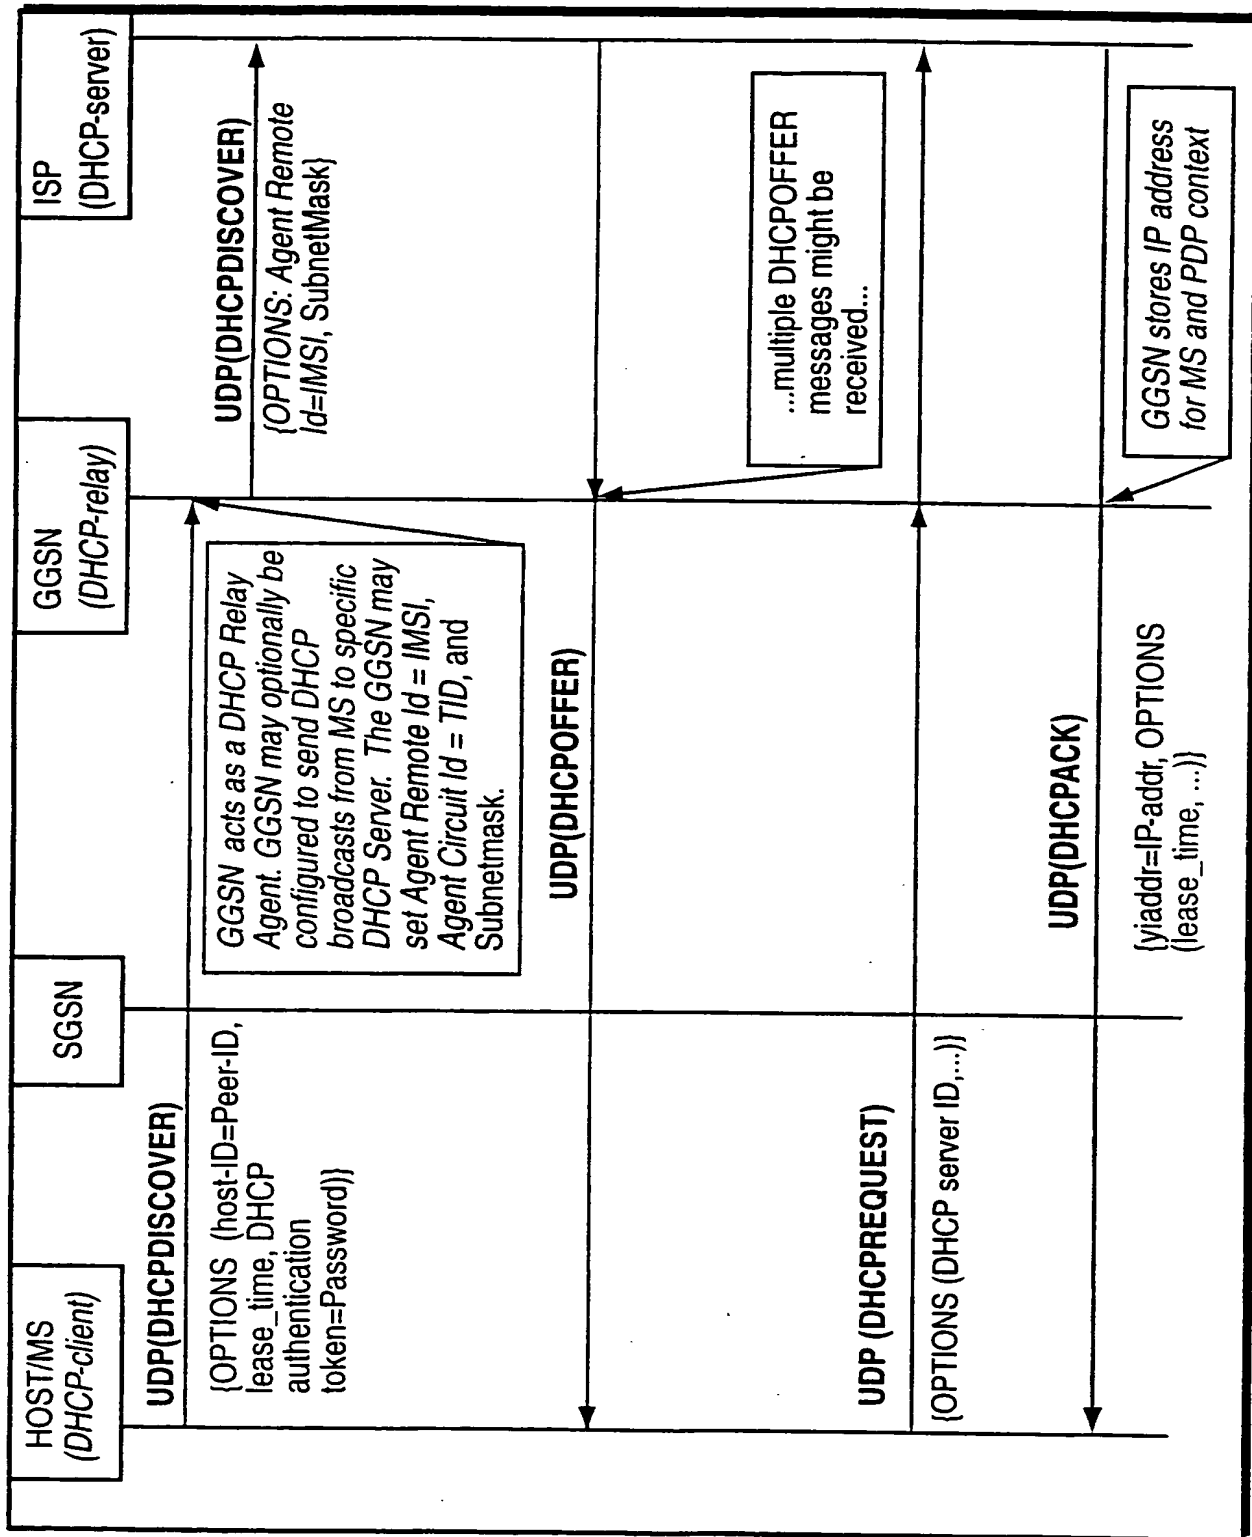 HOST/MS
(DHCP-client)
SGSN
GGSN
(DHCP-relay)
ISP
(DHCP-server)
UDP(DHCPDISCOVER)
{OPTIONS (host-ID=Peer-ID,
lease_time, DHCP
authentication
token=Password)}
GGSN acts as a DHCP Relay
Agent. GGSN may optionally be
configured to send DHCP
broadcasts from MS to specific
DHCP Server. The GGSN may
set Agent Remote Id = IMSI,
Agent Circuit Id = TID, and
Subnetmask.
UDP(DHCPDISCOVER)
{OPTIONS: Agent Remote
Id=IMSI, SubnetMask}
UDP(DHCPOFFER)
...multiple DHCPOFFER
messages might be
received...
UDP (DHCPREQUEST)
{OPTIONS (DHCP server ID,...)}
UDP(DHCPACK)
{yiaddr=IP-addr, OPTIONS
(lease_time, ...)}
GGSN stores IP address
for MS and PDP context